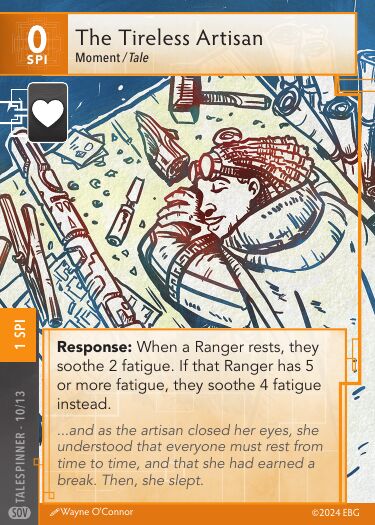 0
SPI
The Tireless Artisan
Moment / Tale
1 SPI
TALESPINNER - 10/13
SOV
Response: When a Ranger rests, they
soothe 2 fatigue. If that Ranger has 5
or more fatigue, they soothe 4 fatigue
instead.
...and as the artisan closed her eyes, she
understood that everyone must rest from
time to time, and that she had earned a
break. Then, she slept.
Wayne O'Connor
©2024 EBG